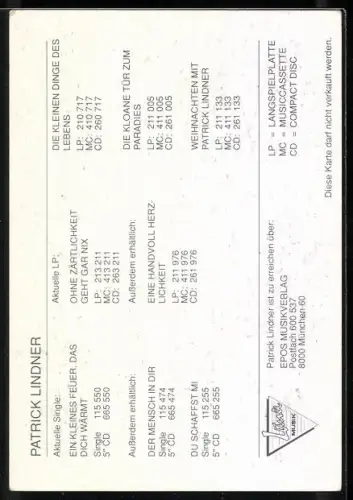 PATRICK LINDNER
Aktuelle Single:
EIN KLEINES FEUER, DAS
DICH WÄRMT
Single 115 550
5" CD 665 550
Außerdem erhältlich:
DER MENSCH IN DIR
Single 115 474
5" CD 665 474
DU SCHAFFST MI
Single 115 255
5" CD 665 255
Aktuelle LP:
OHNE ZÄRTLICHKEIT
GEHT GAR NIX
LP: 213 211
MC: 413 211
CD: 263 211
Außerdem erhältlich:
EINE HANDVOLL HERZ-
LICHKEIT
LP: 211 976
MC: 411 976
CD: 261 976
DIE KLEINEN DINGE DES
LEBENS
LP: 210 717
MC: 410 717
CD: 260 717
DIE KLOANE TÜR ZUM
PARADIES
LP: 211 005
MC: 411 005
CD: 261 005
WEIHNACHTEN MIT
PATRICK LINDNER
LP: 211 133
MC: 411 133
CD: 261 133
MUSIK
Patrick Lindner ist zu erreichen über:
EPOS MUSIKVERLAG
Postfach 600 537
8000 München 60
LP = LANGSPIELPLATTE
MC = MUSICCASSETTE
CD = COMPACT DISC
Diese Karte darf nicht verkauft werden.